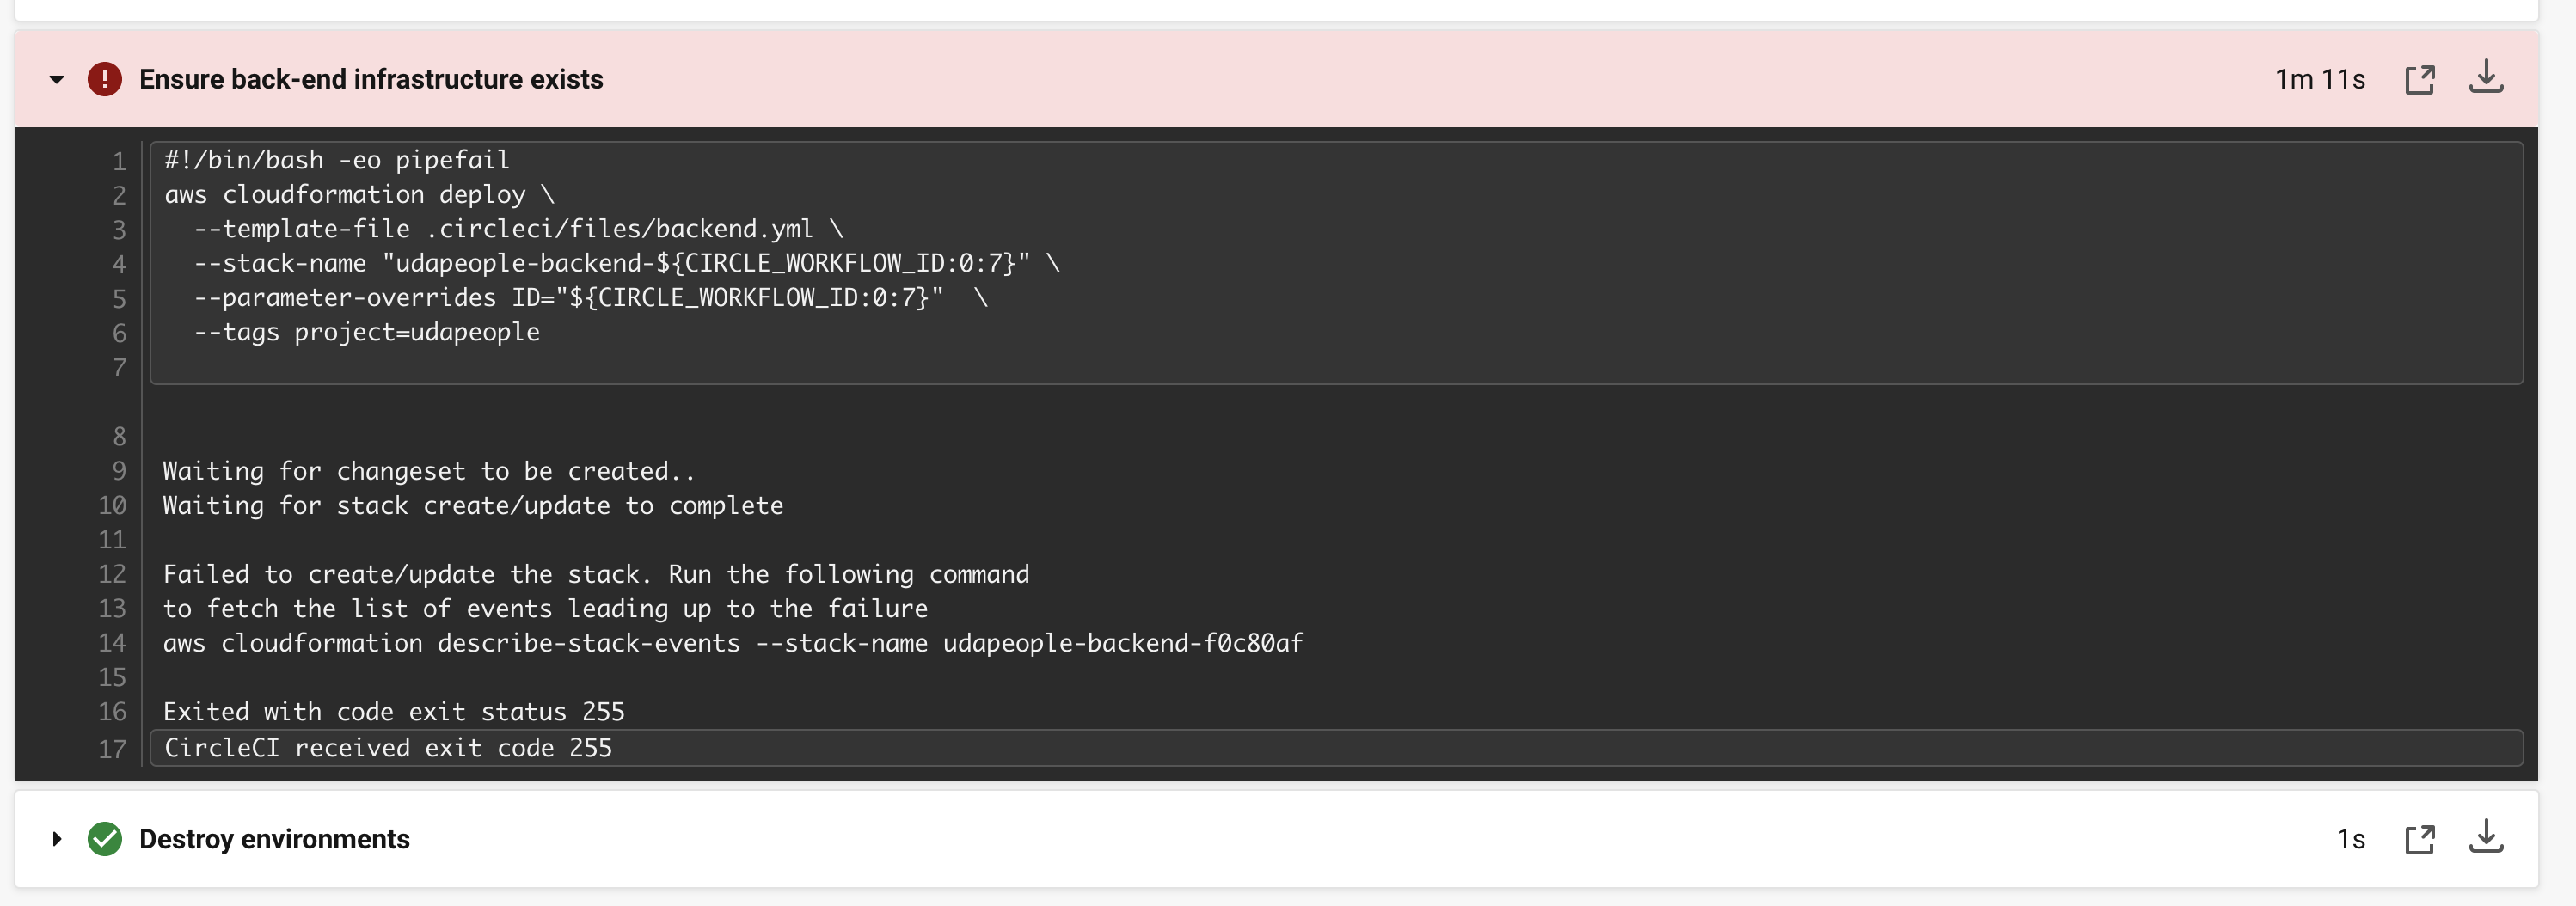 Ensure back-end infrastructure exists 1m 11s
1 #!/bin/bash -eo pipefail
2 aws cloudformation deploy \
3   --template-file .circleci/files/backend.yml \
4   --stack-name "udapeople-backend-${CIRCLE_WORKFLOW_ID:0:7}" \
5   --parameter-overrides ID="${CIRCLE_WORKFLOW_ID:0:7}"  \
6   --tags project=udapeople
7
8
9 Waiting for changeset to be created..
10 Waiting for stack create/update to complete
11
12 Failed to create/update the stack. Run the following command
13 to fetch the list of events leading up to the failure
14 aws cloudformation describe-stack-events --stack-name udapeople-backend-f0c80af
15
16 Exited with code exit status 255
17 CircleCI received exit code 255
Destroy environments 1s